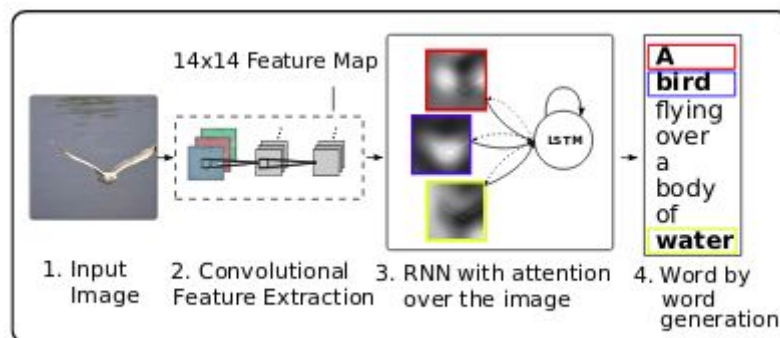 14x14 Feature Map
LSTM
A
bird
flying
over
a
body
of
water
1. Input
Image
2. Convolutional
Feature Extraction
3. RNN with attention
over the image
4. Word by
word
generation